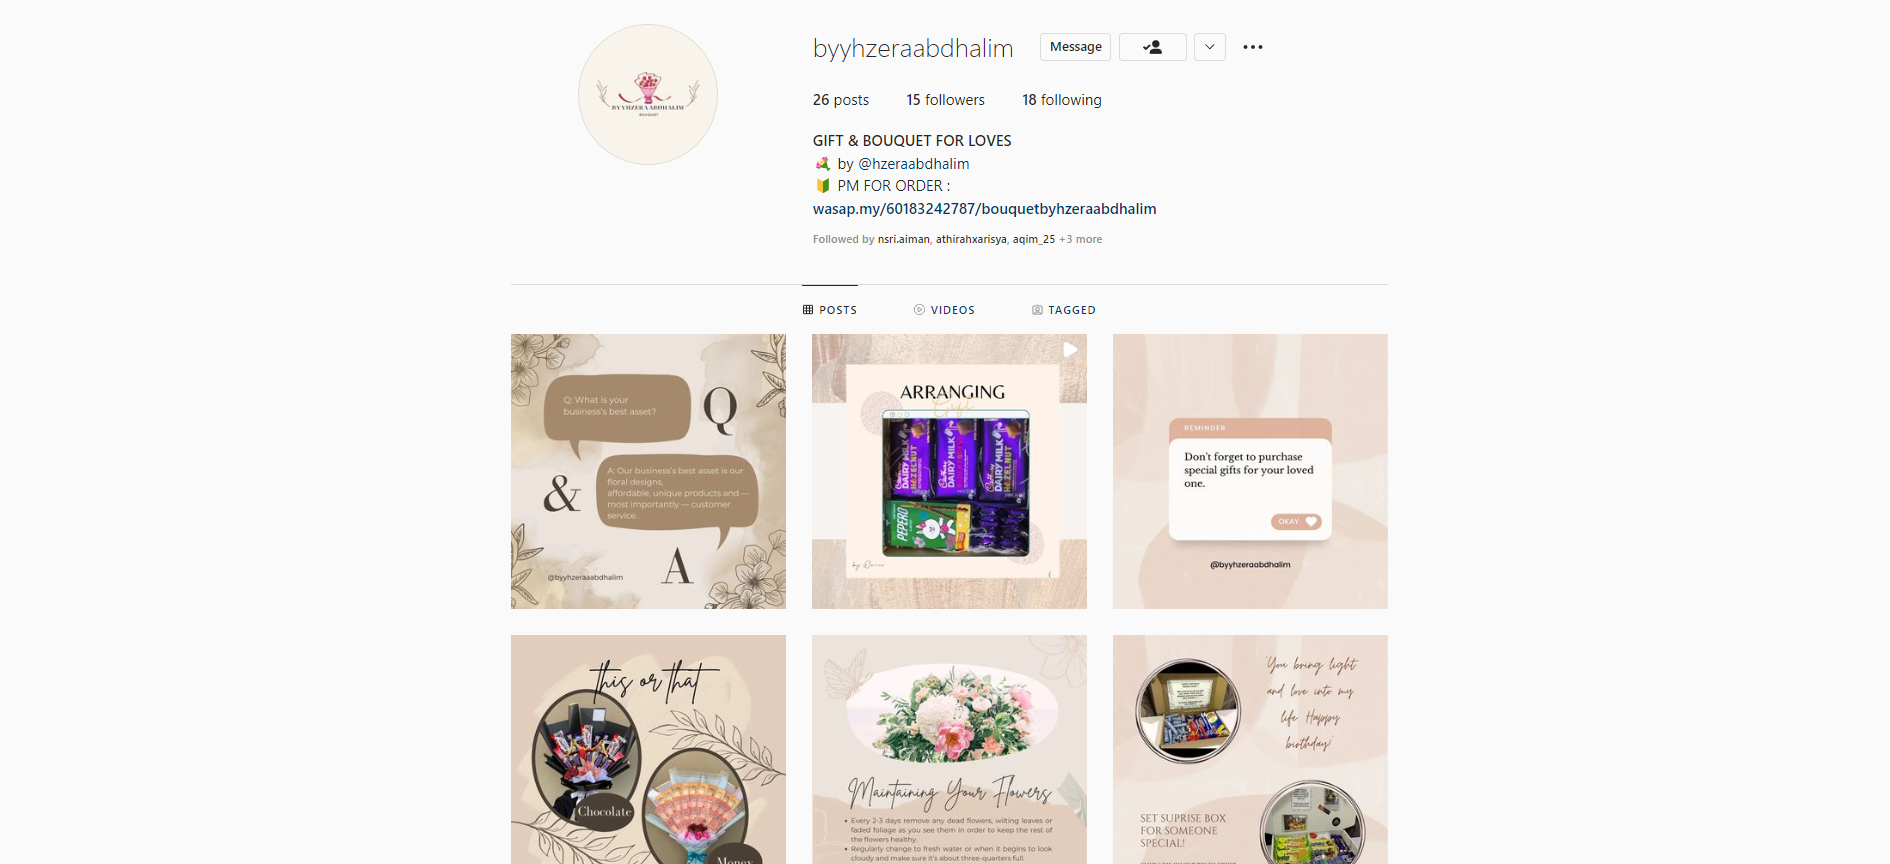 byyhzeraabdhalim Message
26 posts 15 followers 18 following
GIFT & BOUQUET FOR LOVES
by @hzeraabdhalim
PM FOR ORDER :
wasap.my/60183242787/bouquetbyhzeraabdhalim
Followed by nsri.aiman, athirahxarisya, aqim_25 +3 more
BYYHZERAABDHALIM
BOUQUET
POSTS VIDEOS TAGGED
Q: What is your
business's best asset?
Q
&
A: Our business's best asset is our
floral designs,
affordable, unique products and —
most importantly — customer
service.
A
@byyhzeraaabdhalim
ARRANGING
Gift
Cadbury
DAIRY MILK
HAZELNUT
Cadbury
DAIRY MILK
Cadbury
DAIRY MILK
HAZELNUT
PEPERO
REMINDER
Don't forget to purchase
special gifts for your loved
one.
OKAY
@byyhzeraabdhalim
this or that
Chocolate
Money
Maintaining Your Flowers
• Every 2-3 days remove any dead flowers, wilting leaves or
faded foliage as you see them in order to keep the rest of
the flowers healthy.
• Regularly change to fresh water or when it begins to look
cloudy and make sure it's about three-quarters full.
'You bring light
and love into my
life Happy
birthday!'
SET SUPRISE BOX
FOR SOMEONE
SPECIAL!